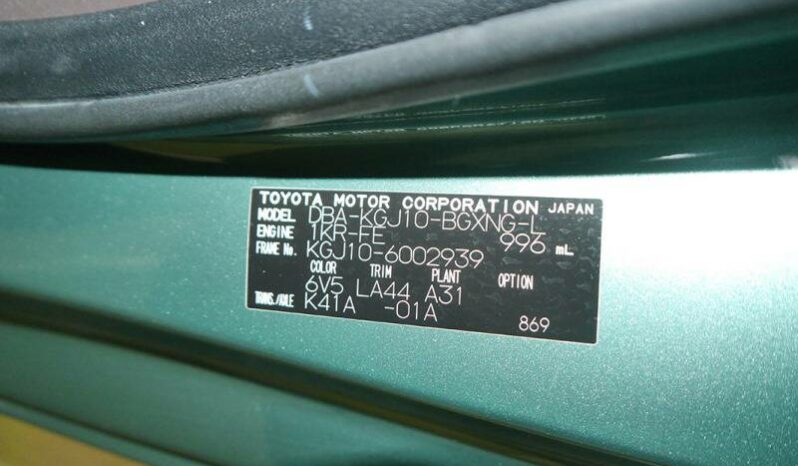 TOYOTA MOTOR CORPORATION JAPAN
MODEL DBA-KGJ10-BGXNG-L
ENGINE 1KR-FE 996 mL
FRAME No. KGJ10-6002939
COLOR TRIM PLANT OPTION
6V5 LA44 A31
TRANS./AXLE K41A -01A
869